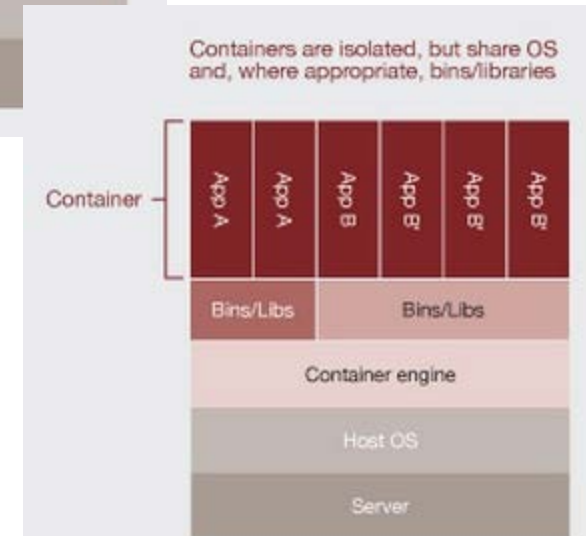 Containers are isolated, but share OS
and, where appropriate, bins/libraries
Container
App A
App A
App B
App B'
App B'
App B'
Bins/Libs
Bins/Libs
Container engine
Host OS
Server